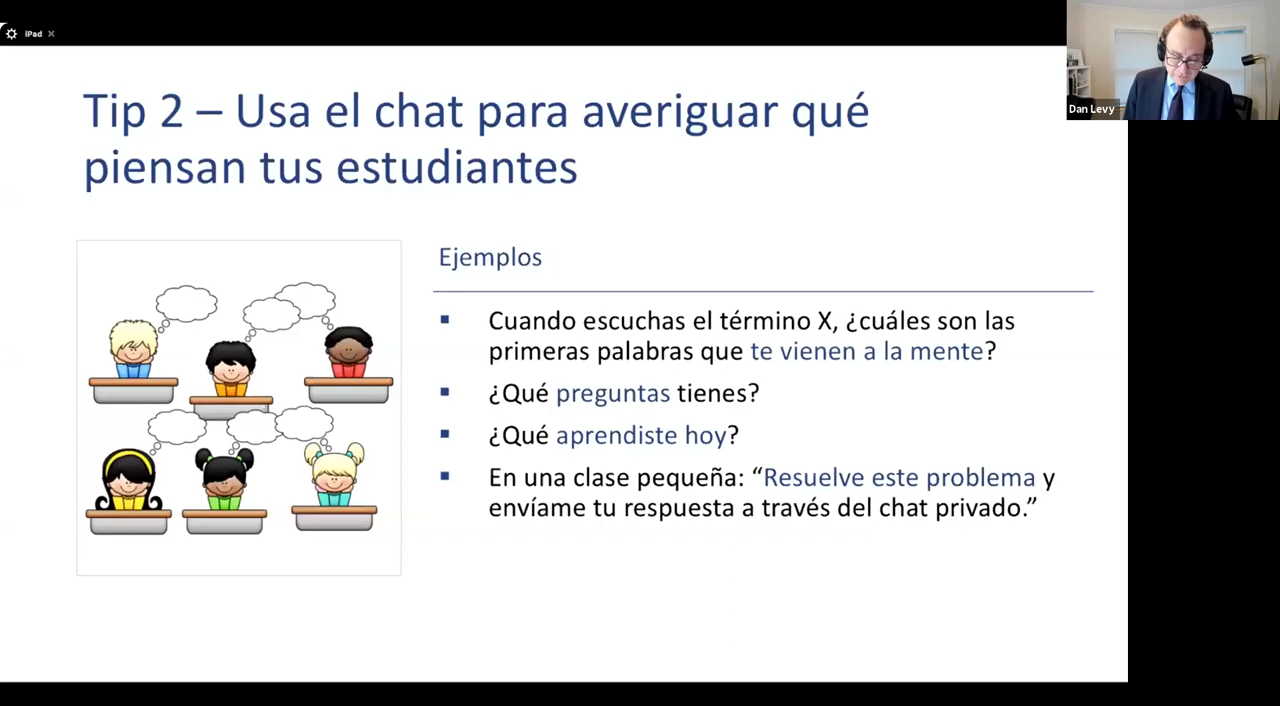 iPad
Dan Levy
Tip 2 – Usa el chat para averiguar qué
piensan tus estudiantes
Ejemplos
Cuando escuchas el término X, ¿cuáles son las
primeras palabras que te vienen a la mente?
¿Qué preguntas tienes?
¿Qué aprendiste hoy?
En una clase pequeña: “Resuelve este problema y
envíame tu respuesta a través del chat privado.”